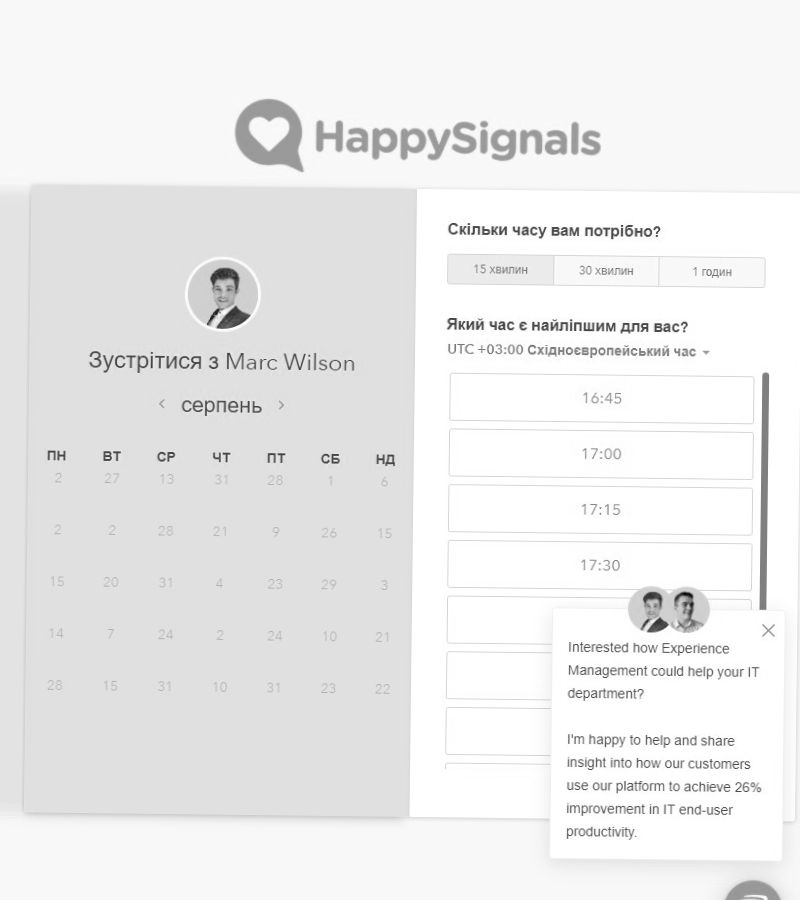 HappySignals
Зустрітися з Marc Wilson
серпень
ПН ВТ СР ЧТ ПТ СБ НД
2 27 13 31 28 1 6
2 2 28 21 9 26 15
15 20 31 4 23 29 3
14 7 24 2 24 10 21
28 15 31 10 31 23 22
Скільки часу вам потрібно?
15 хвилин 30 хвилин 1 годин
Який час є найліпшим для вас?
UTC +03:00 Східноєвропейський час
16:45
17:00
17:15
17:30
Interested how Experience
Management could help your IT
department?
I'm happy to help and share
insight into how our customers
use our platform to achieve 26%
improvement in IT end-user
productivity.